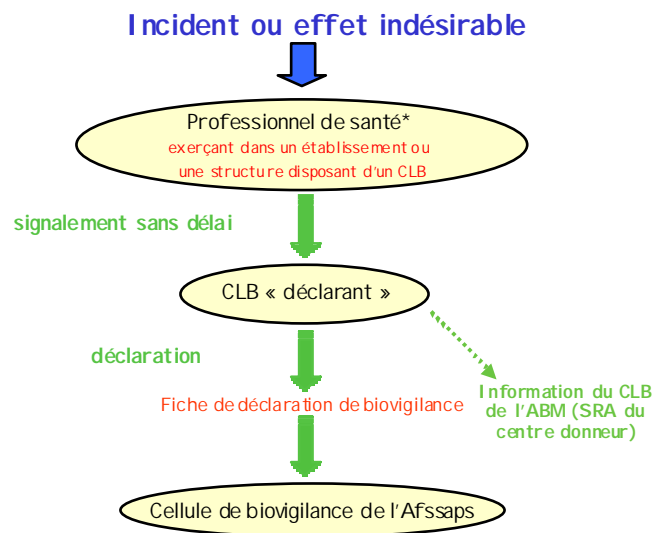 Incident ou effet indésirable
Professionnel de santé*
exerçant dans un établissement ou
une structure disposant d'un CLB
signalement sans délai
CLB « déclarant »
déclaration
Fiche de déclaration de biovigilance
Information du CLB
de l'ABM (SRA du
centre donneur)
Cellule de biovigilance de l'Afssaps